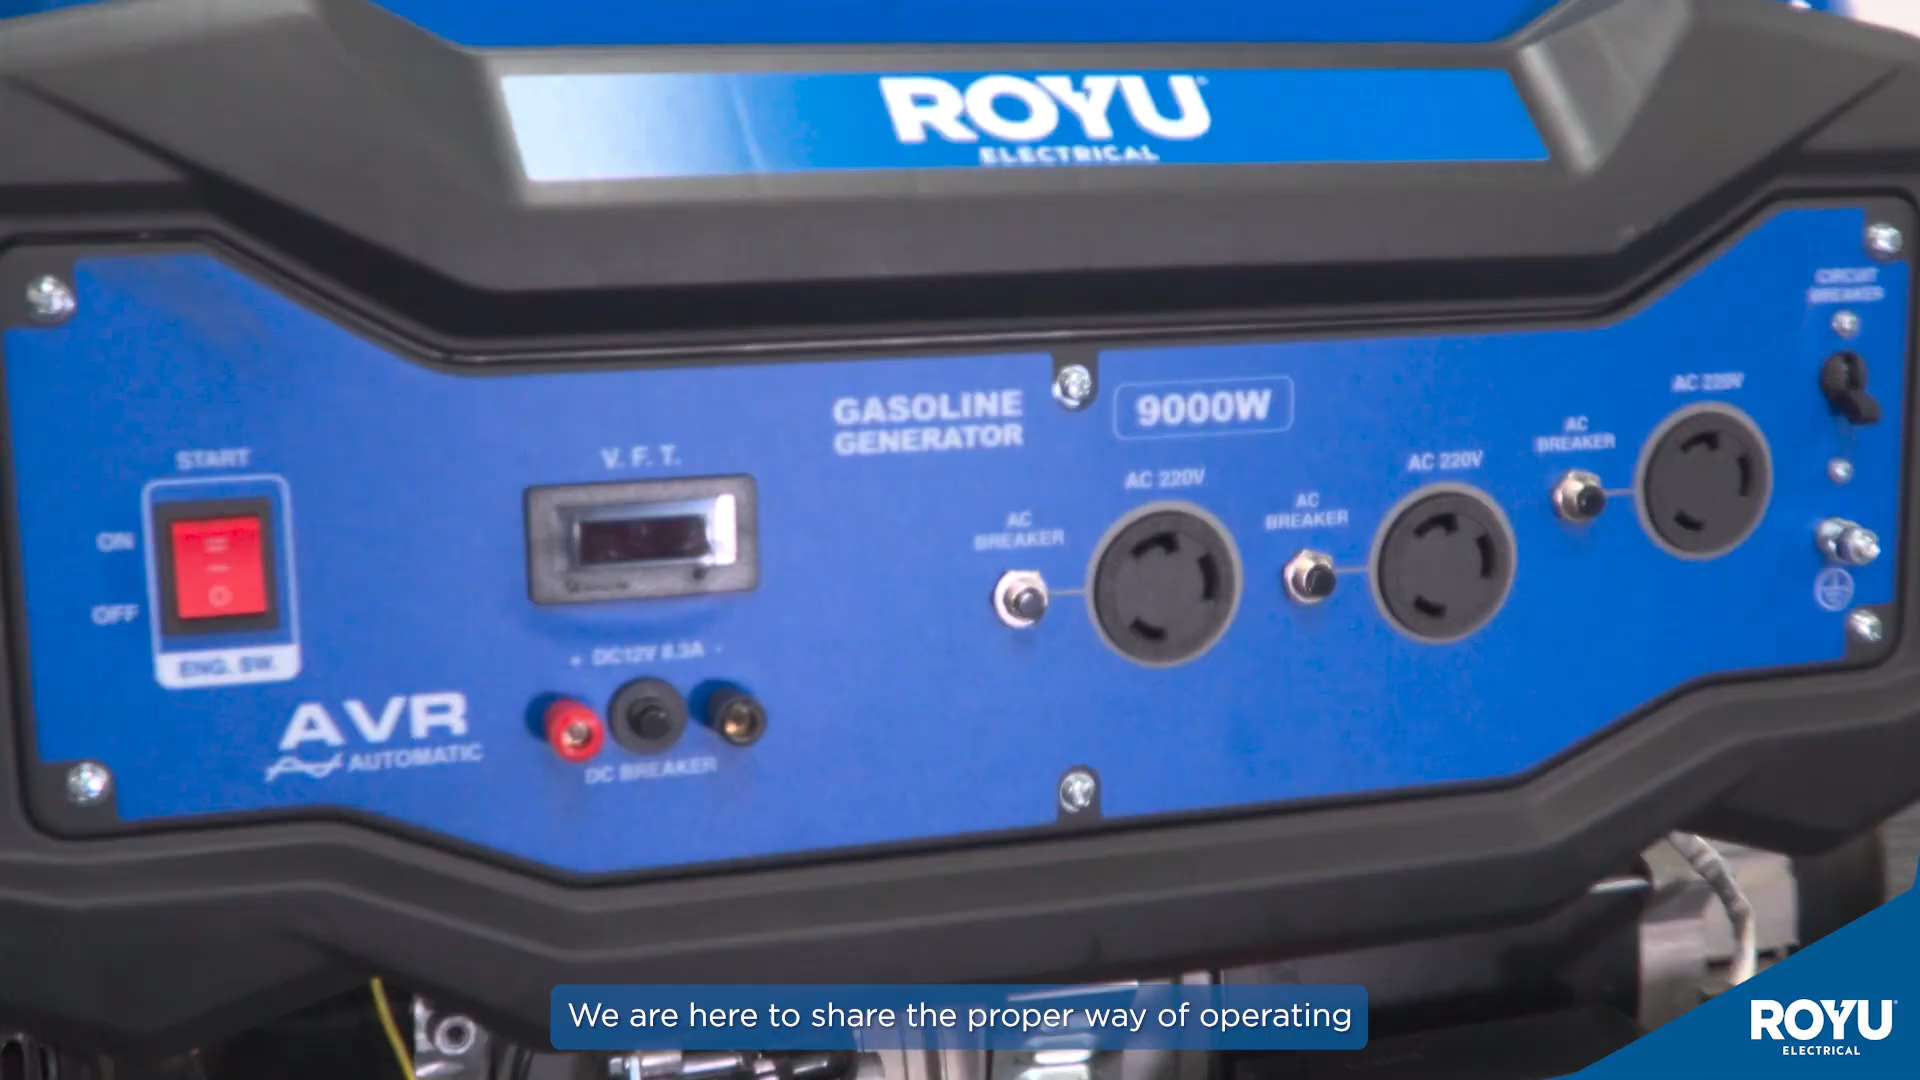 ROYU
ELECTRICAL
CIRCUIT
BREAKER
START
ON
OFF
ENG. SW.
AVR
AUTOMATIC
V. F. T.
+ DC12V 8.3A -
DC BREAKER
GASOLINE
GENERATOR
9000W
AC
BREAKER
AC 220V
AC
BREAKER
AC 220V
AC
BREAKER
AC 220V
We are here to share the proper way of operating
ROYU
ELECTRICAL